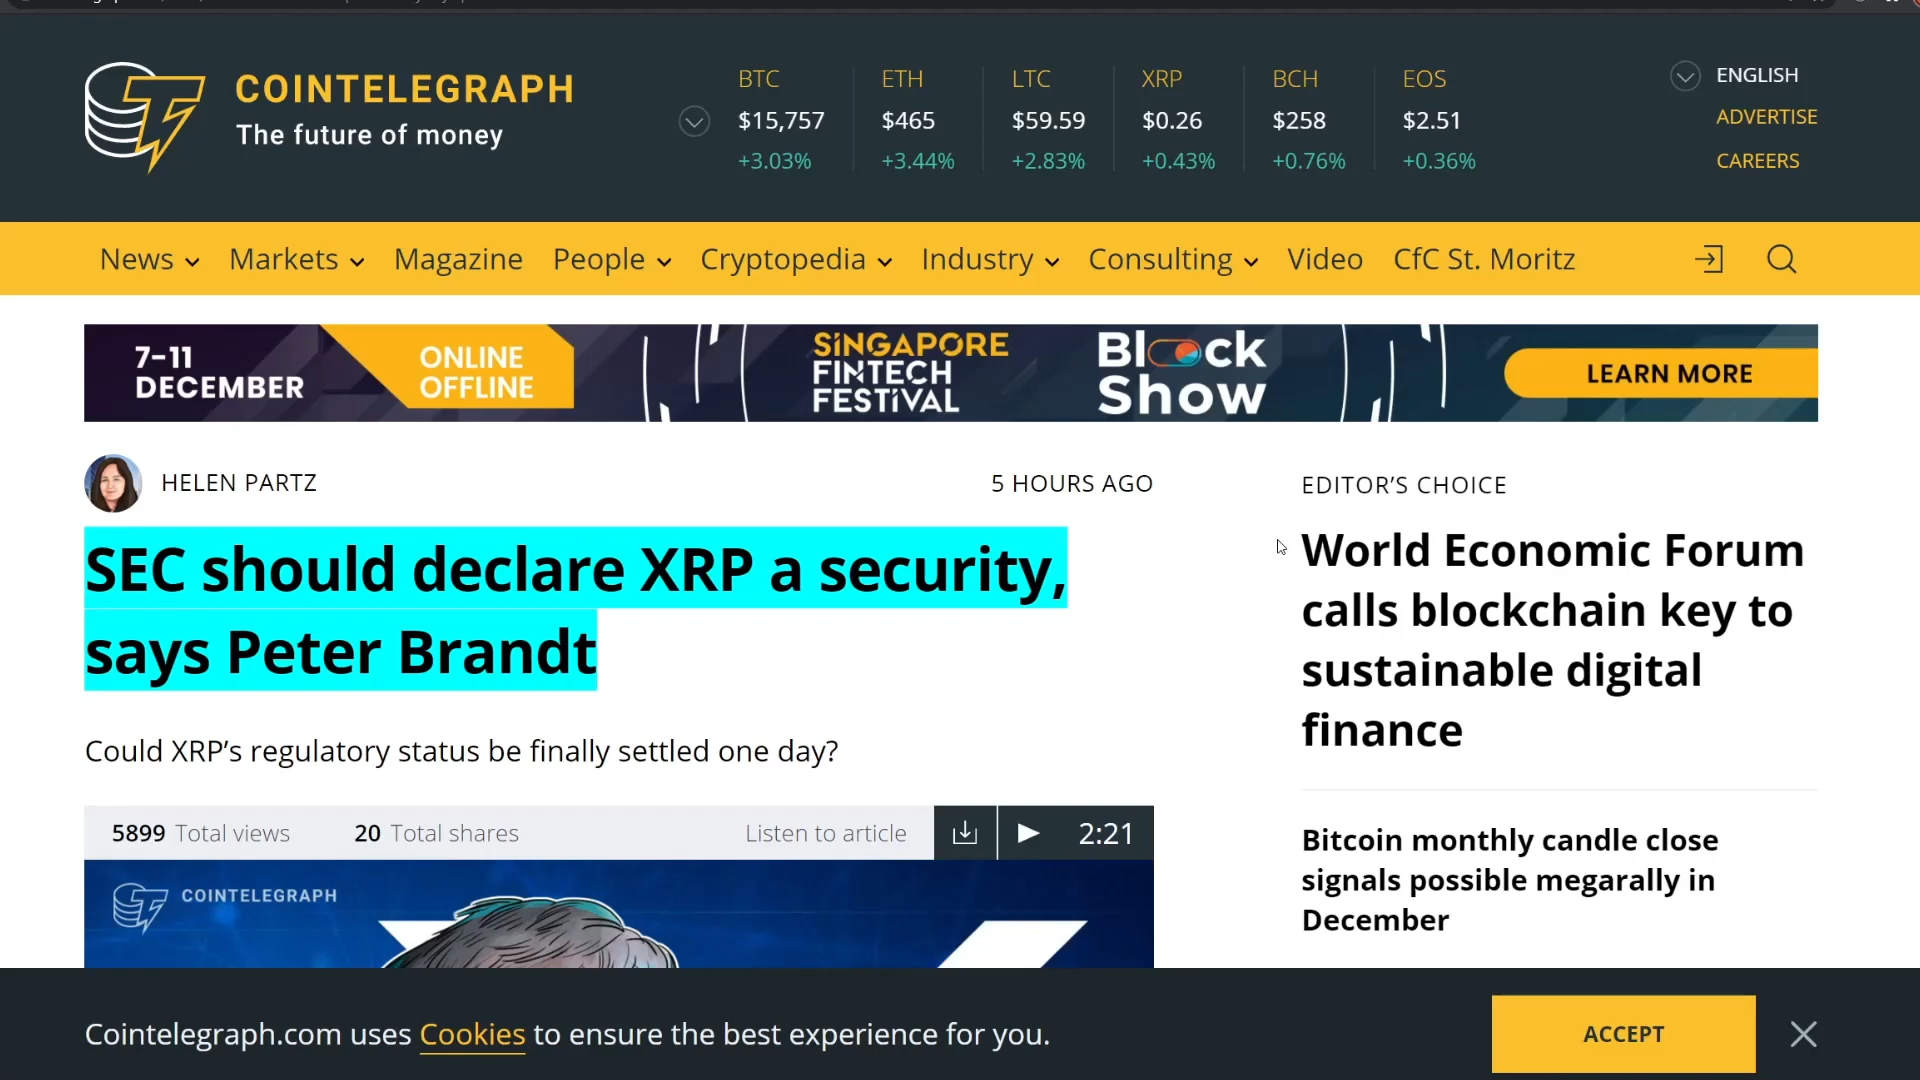 COINTELEGRAPH
The future of money
BTC
$15,757
+3.03%
ETH
$465
+3.44%
LTC
$59.59
+2.83%
XRP
$0.26
+0.43%
BCH
$258
+0.76%
EOS
$2.51
+0.36%
ENGLISH
ADVERTISE
CAREERS
News Markets Magazine People Cryptopedia Industry Consulting Video CfC St. Moritz
7-11
DECEMBER
ONLINE
OFFLINE
SiNGAPORE
FiNTECH
FESTiVAL
Block
Show
LEARN MORE
HELEN PARTZ
5 HOURS AGO
SEC should declare XRP a security,
says Peter Brandt
Could XRP’s regulatory status be finally settled one day?
5899 Total views 20 Total shares Listen to article 2:21
COINTELEGRAPH
EDITOR’S CHOICE
World Economic Forum
calls blockchain key to
sustainable digital
finance
Bitcoin monthly candle close
signals possible megarally in
December
Cointelegraph.com uses Cookies to ensure the best experience for you.
ACCEPT